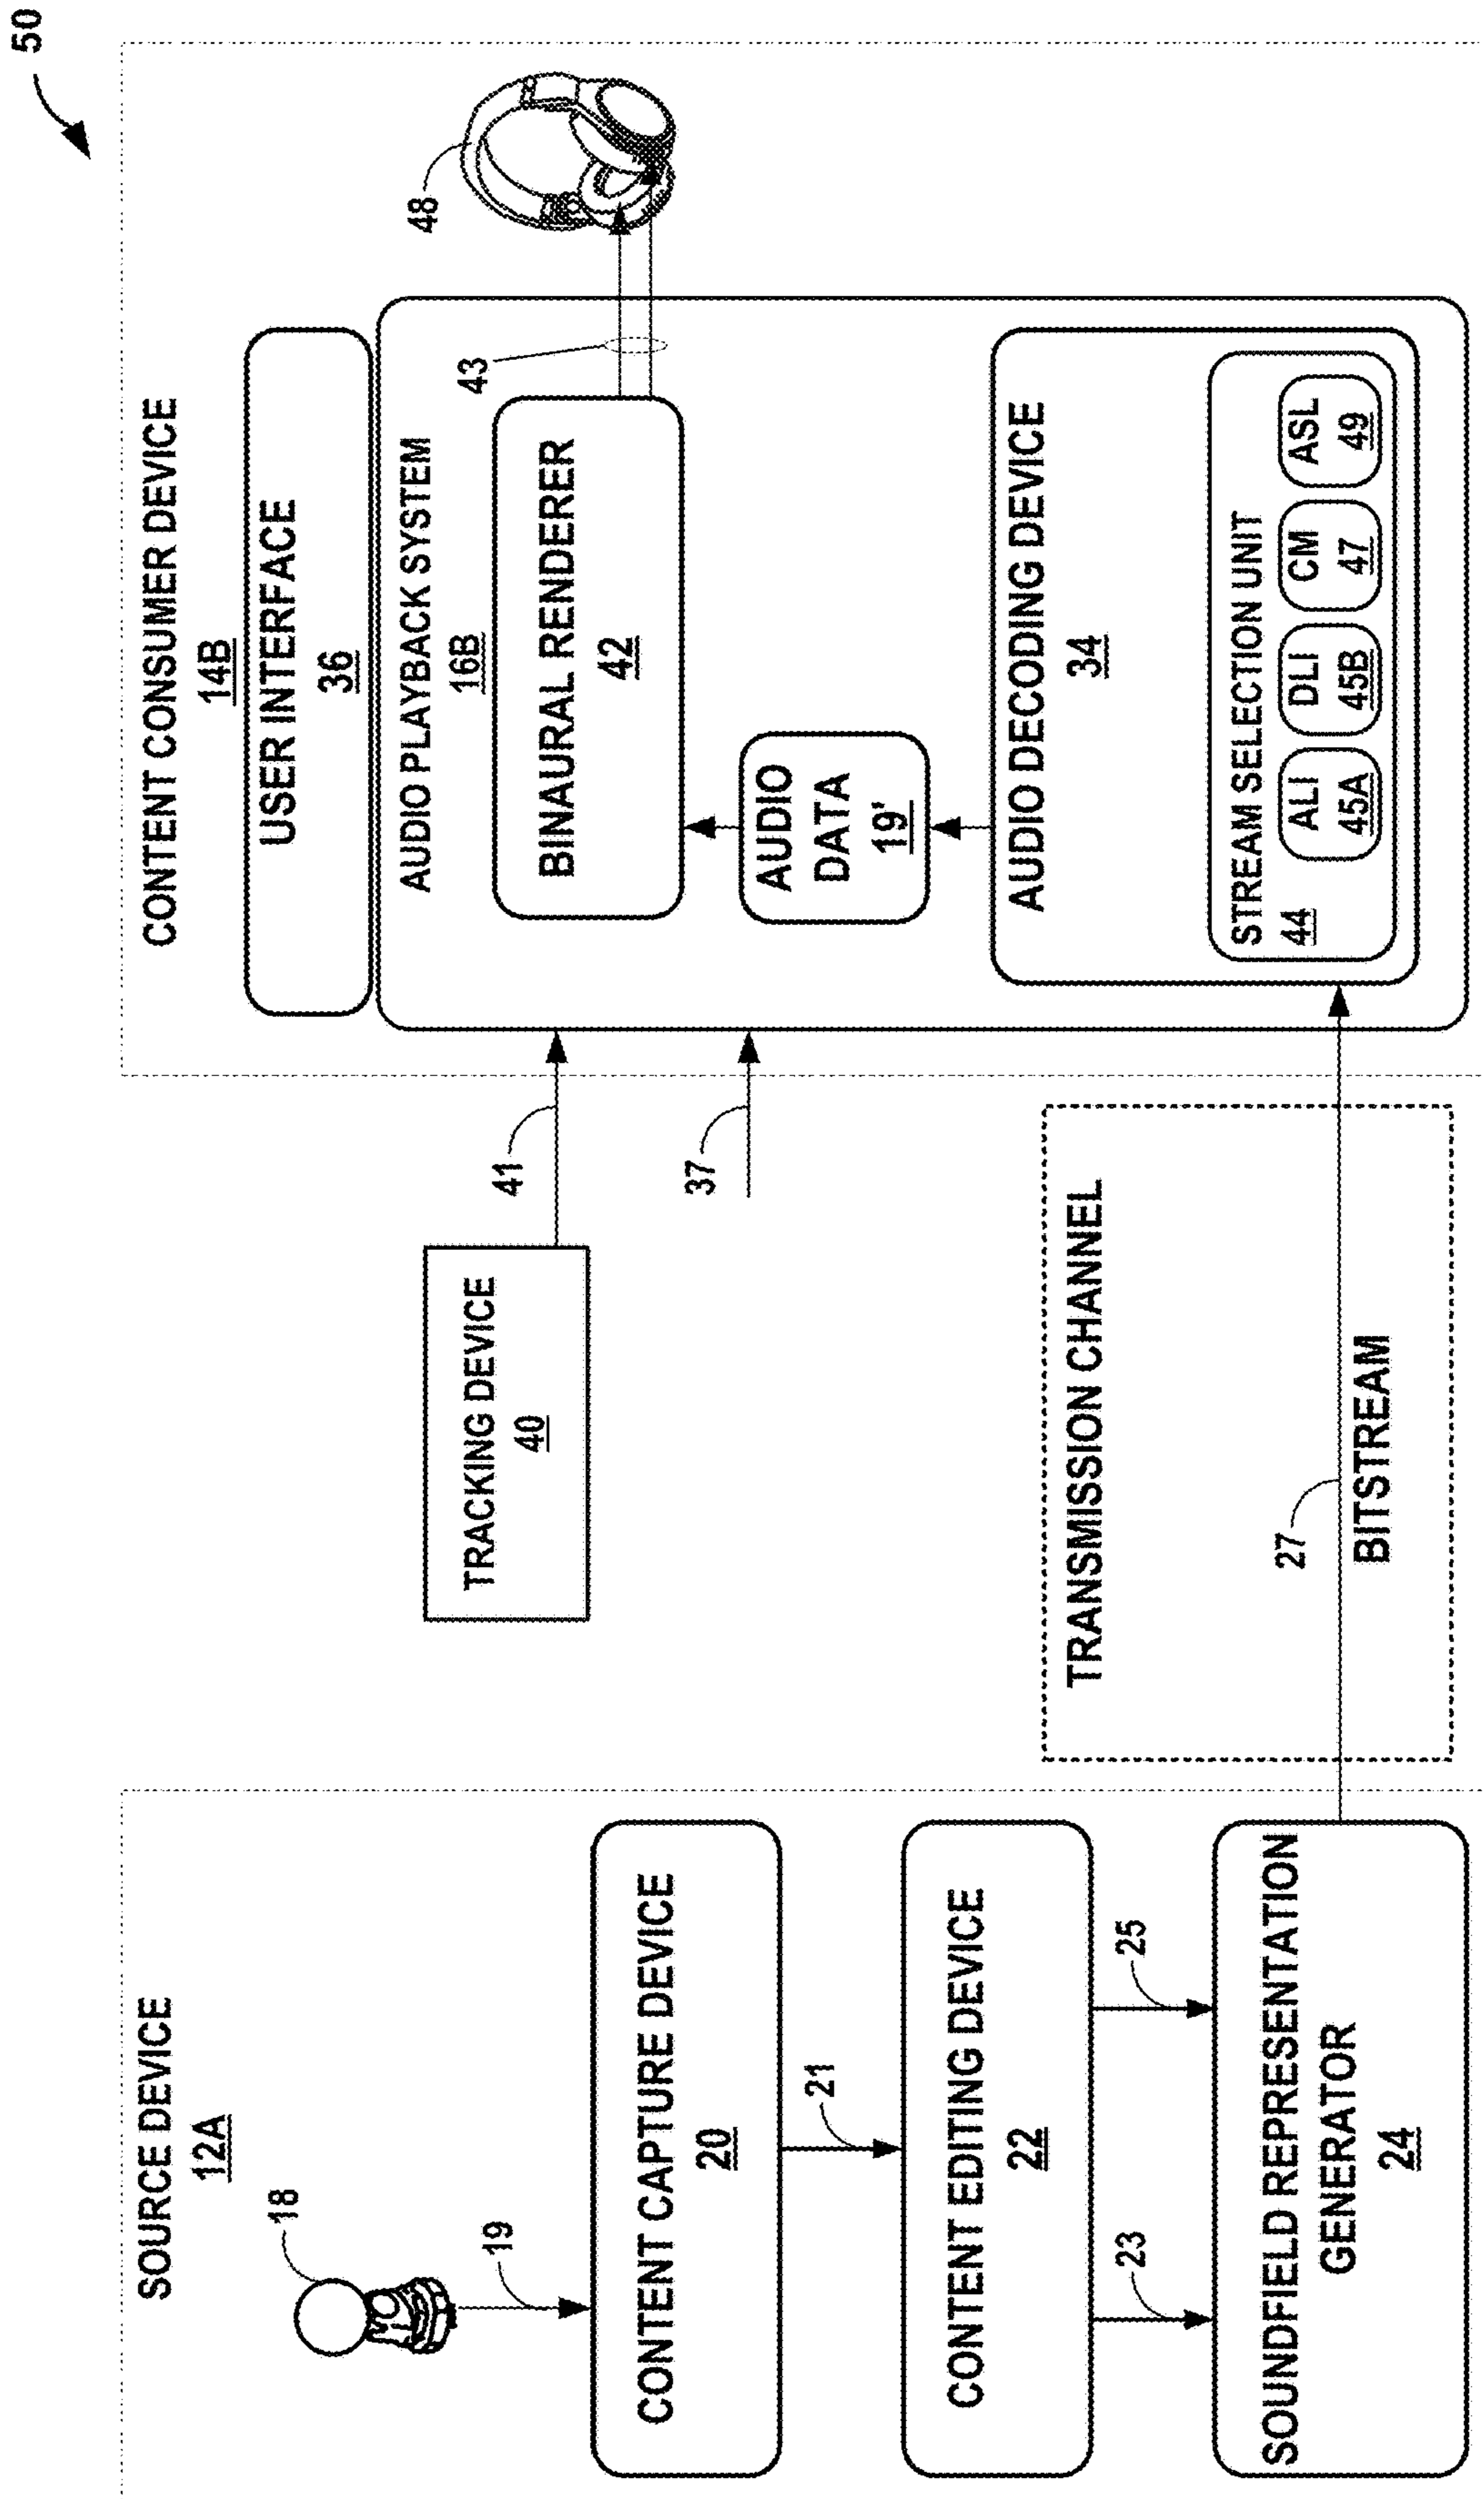 50
SOURCE DEVICE
12A
18
19
CONTENT CAPTURE DEVICE
20
21
CONTENT EDITING DEVICE
22
23
25
SOUNDFIELD REPRESENTATION
GENERATOR
24
TRACKING DEVICE
40
41
37
TRANSMISSION CHANNEL
27
BITSTREAM
CONTENT CONSUMER DEVICE
14B
USER INTERFACE
36
AUDIO PLAYBACK SYSTEM
16B
BINAURAL RENDERER
42
43
48
AUDIO
DATA
19'
AUDIO DECODING DEVICE
34
STREAM SELECTION UNIT
44
ALI
45A
DLI
45B
CM
47
ASL
49